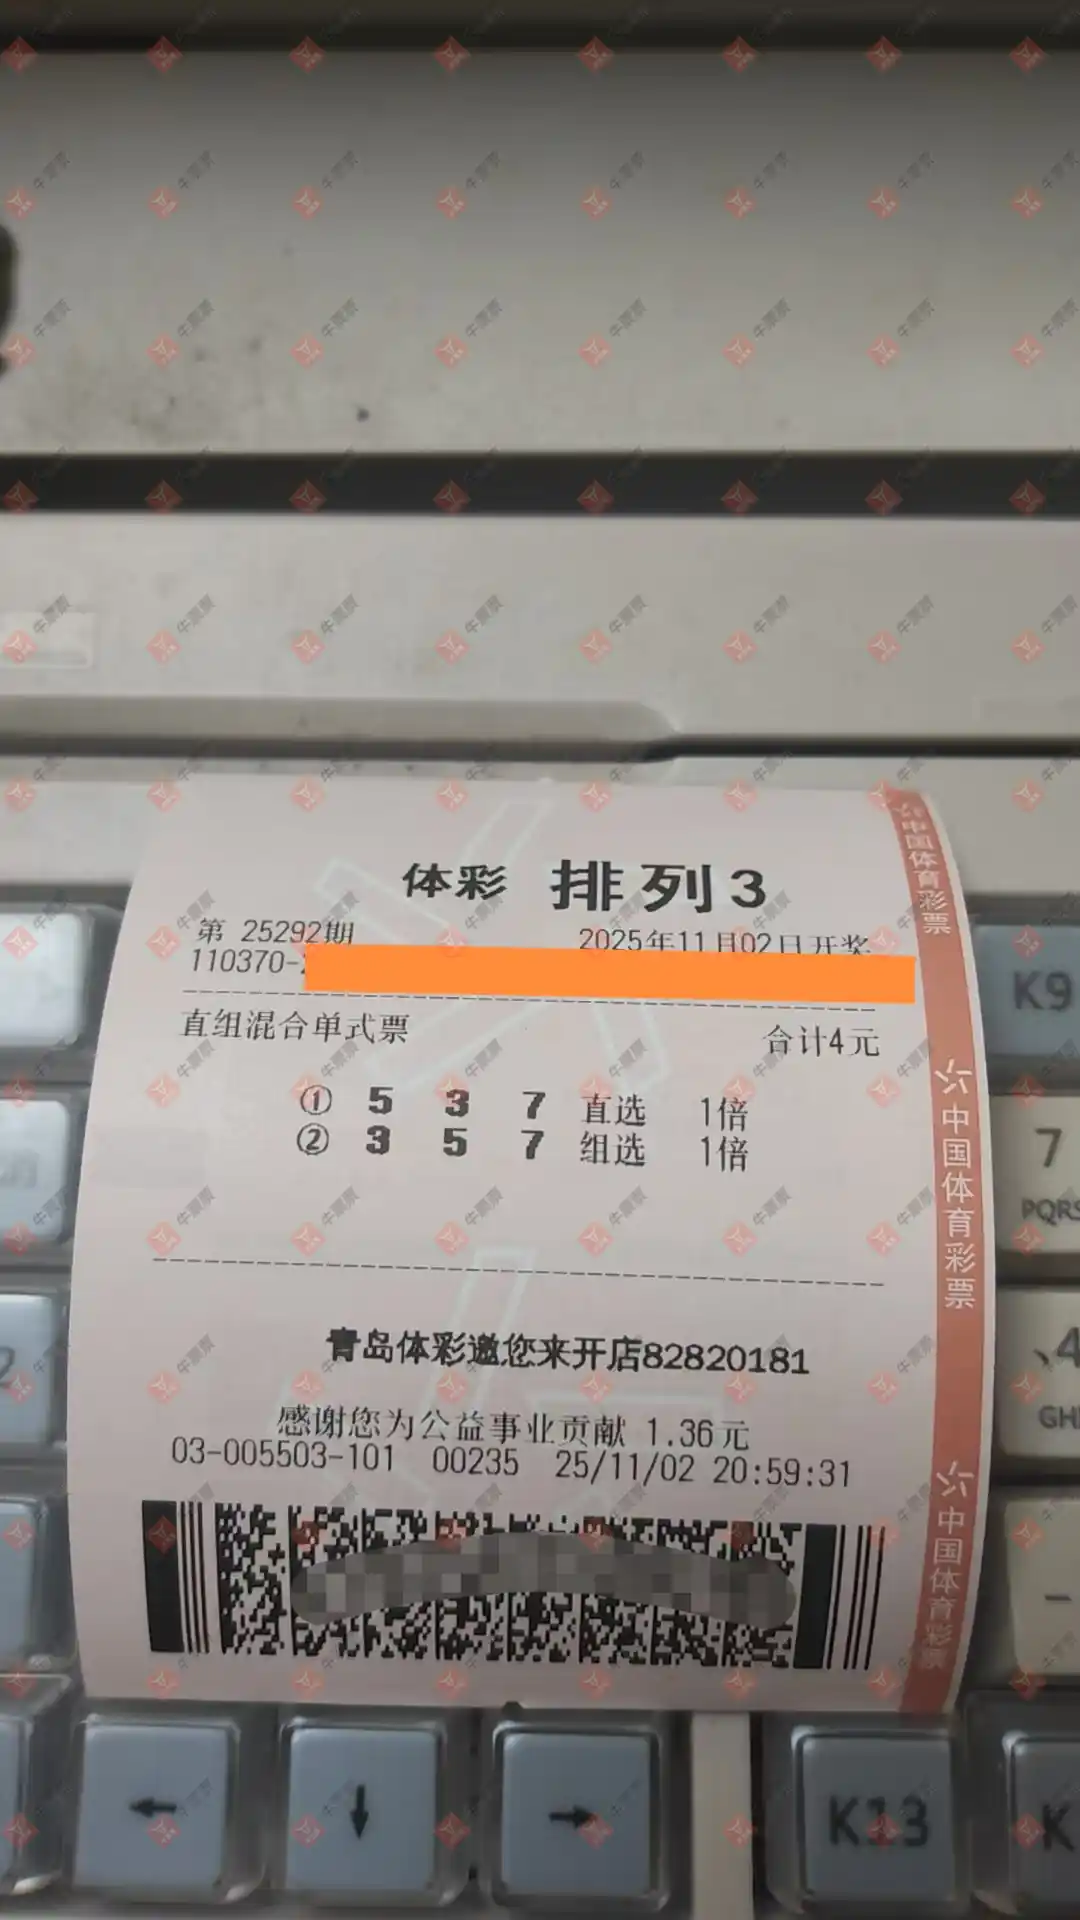 体彩 排列3
第 25292期 2025年11月02日开奖
110370-
直组混合单式票 合计4元
① 5 3 7 直选 1倍
② 3 5 7 组选 1倍
青岛体彩邀您来开店82820181
感谢您为公益事业贡献 1.36元
03-005503-101 00235 25/11/02 20:59:31
中国体育彩票
中国体育彩票
中国体育彩票
K9
7
PQRS
4
2
K13
K
牛票票